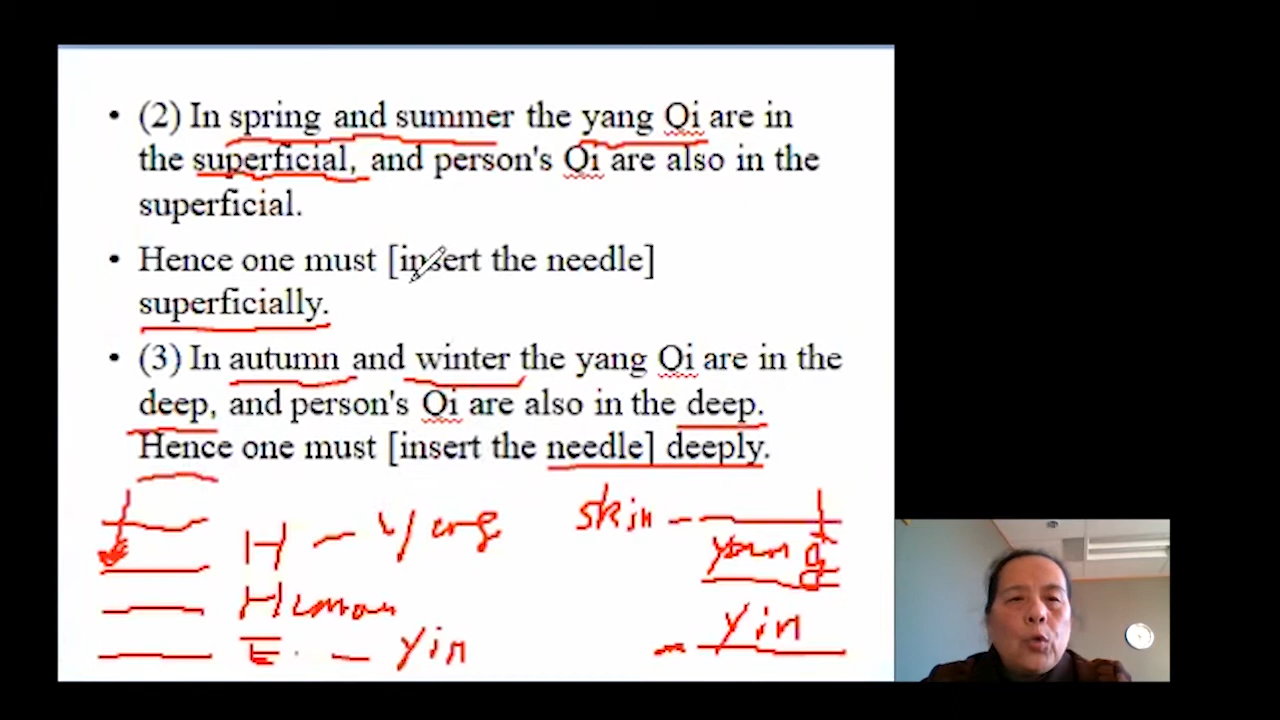 • (2) In spring and summer the yang Qi are in
the superficial, and person's Qi are also in the
superficial.
• Hence one must [insert the needle]
superficially.
• (3) In autumn and winter the yang Qi are in the
deep, and person's Qi are also in the deep.
Hence one must [insert the needle] deeply.
H – Yang
Human
E. – Yin
skin –
yang
Yin